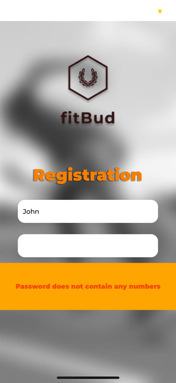 fitBud
Registration
John
Password does not contain any numbers